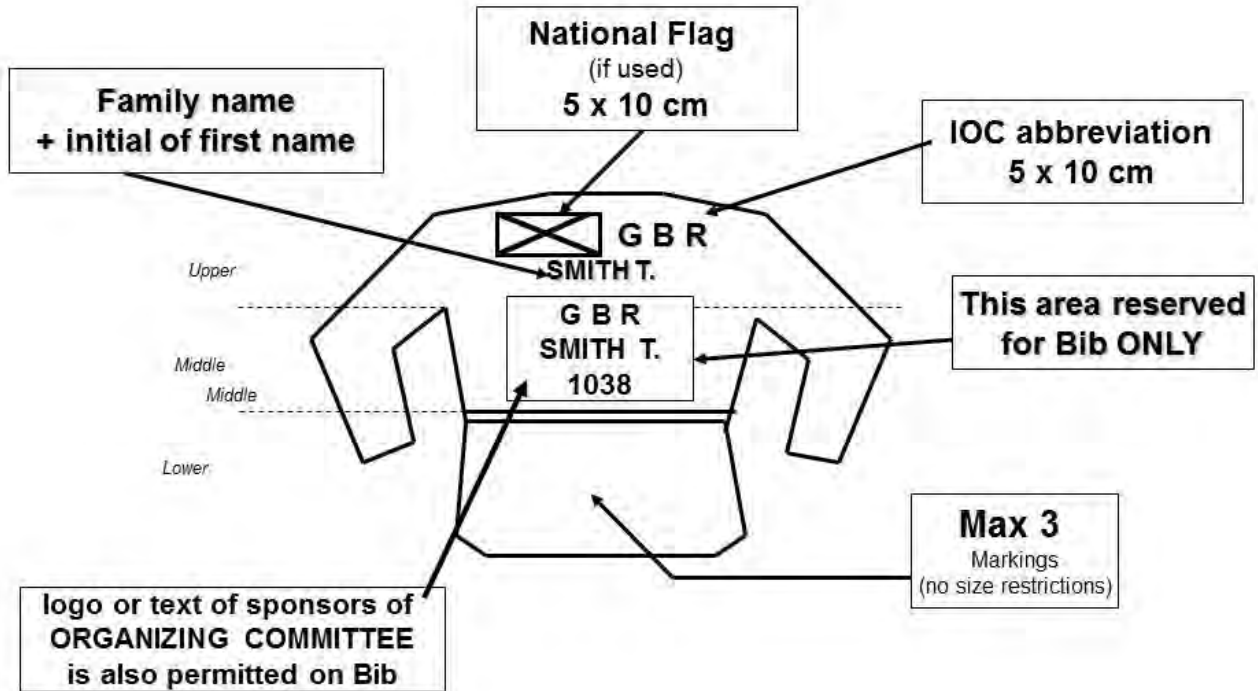 National Flag
(if used)
5 x 10 cm
Family name
+ initial of first name
IOC abbreviation
5 x 10 cm
G B R
SMITH T.
Upper
This area reserved
for Bib ONLY
G B R
SMITH T.
1038
Middle
Middle
Lower
Max 3
Markings
(no size restrictions)
logo or text of sponsors of
ORGANIZING COMMITTEE
is also permitted on Bib